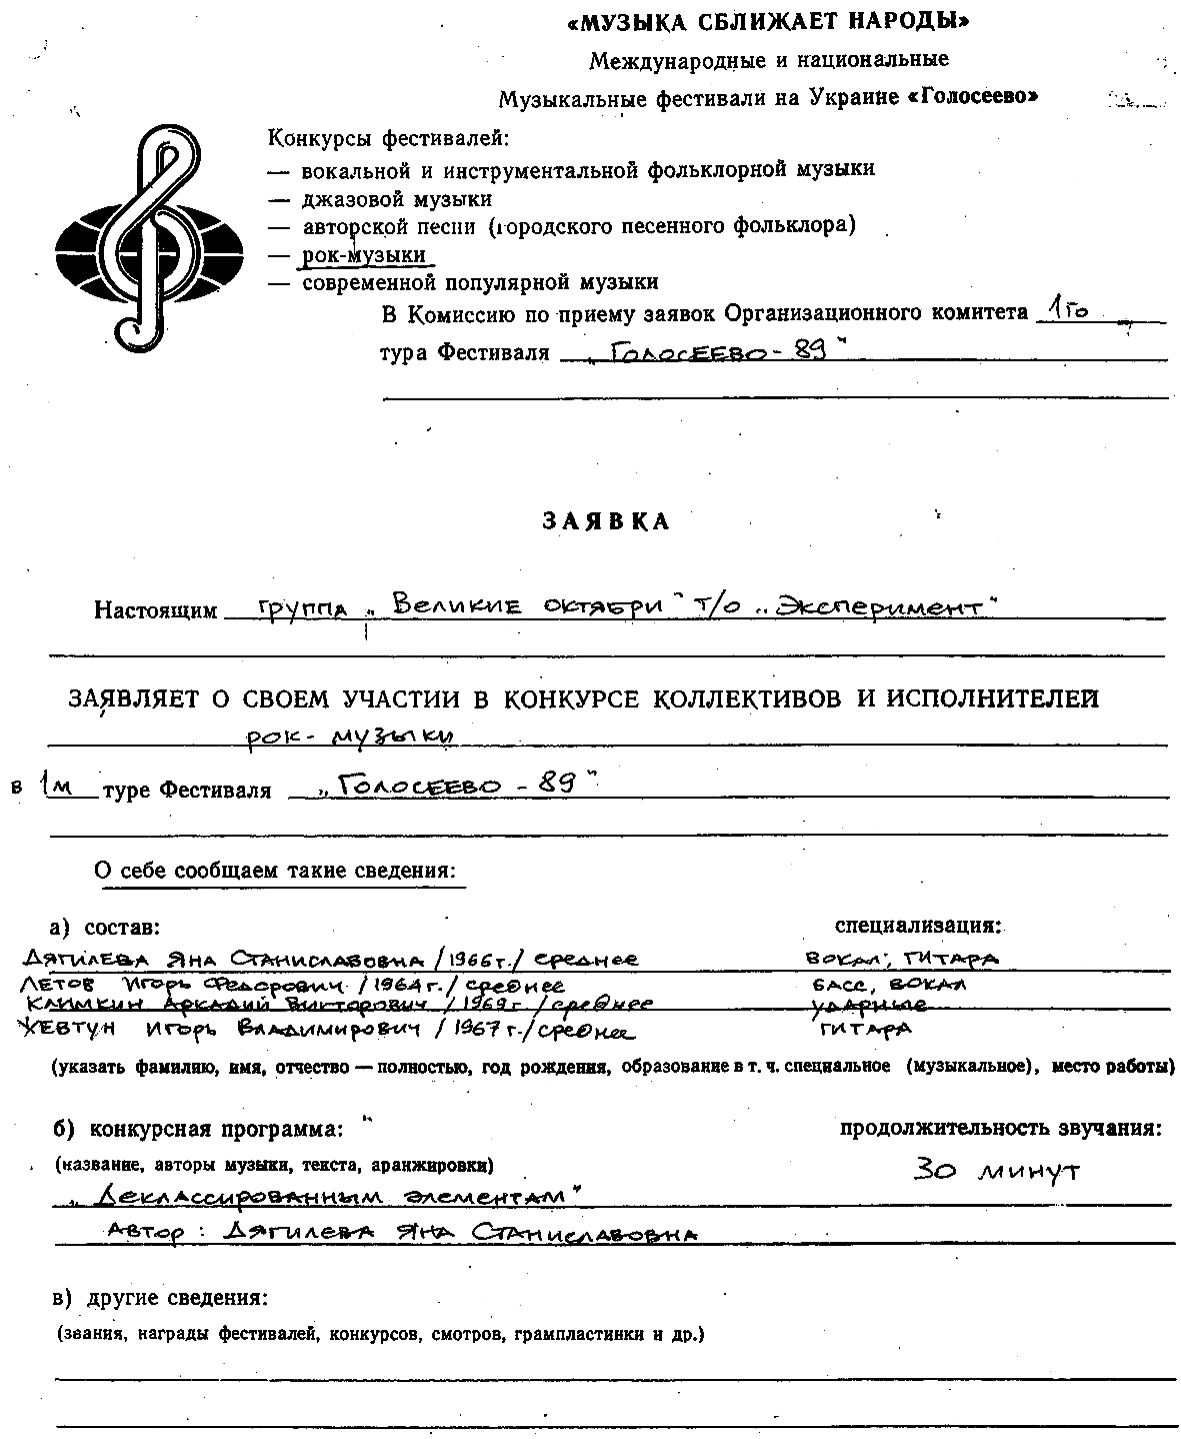 «МУЗЫКА СБЛИЖАЕТ НАРОДЫ»
Международные и национальные
Музыкальные фестивали на Украине «Голосеево»
Конкурсы фестивалей:
— вокальной и инструментальной фольклорной музыки
— джазовой музыки
— авторской песни (городского песенного фольклора)
— рок-музыки
— современной популярной музыки
В Комиссию по приему заявок Организационного комитета 1го
тура Фестиваля „Голосеево - 89"
ЗАЯВКА
Настоящим группа „Великие октябри" т/о „Эксперимент"
ЗАЯВЛЯЕТ О СВОЕМ УЧАСТИИ В КОНКУРСЕ КОЛЛЕКТИВОВ И ИСПОЛНИТЕЛЕЙ
рок- музыки
в 1м туре Фестиваля „Голосеево - 89"
О себе сообщаем такие сведения:
а) состав: специализация:
Дягилева Яна Станиславовна /1966г./ среднее вокал, гитара
Летов Игорь Федорович /1964г./ среднее басс, вокал
Климкин Аркадий Викторович /1969г./среднее ударные
Жевтун Игорь Владимирович /1967г./среднее гитара
(указать фамилию, имя, отчество — полностью, год рождения, образование в т. ч. специальное (музыкальное), место работы)
б) конкурсная программа: продолжительность звучания:
(название, авторы музыки, текста, аранжировки) 30 минут
„Деклассированным элементам"
Автор : Дягилева Яна Станиславовна
в) другие сведения:
(звания, награды фестивалей, конкурсов, смотров, грампластинки и др.)